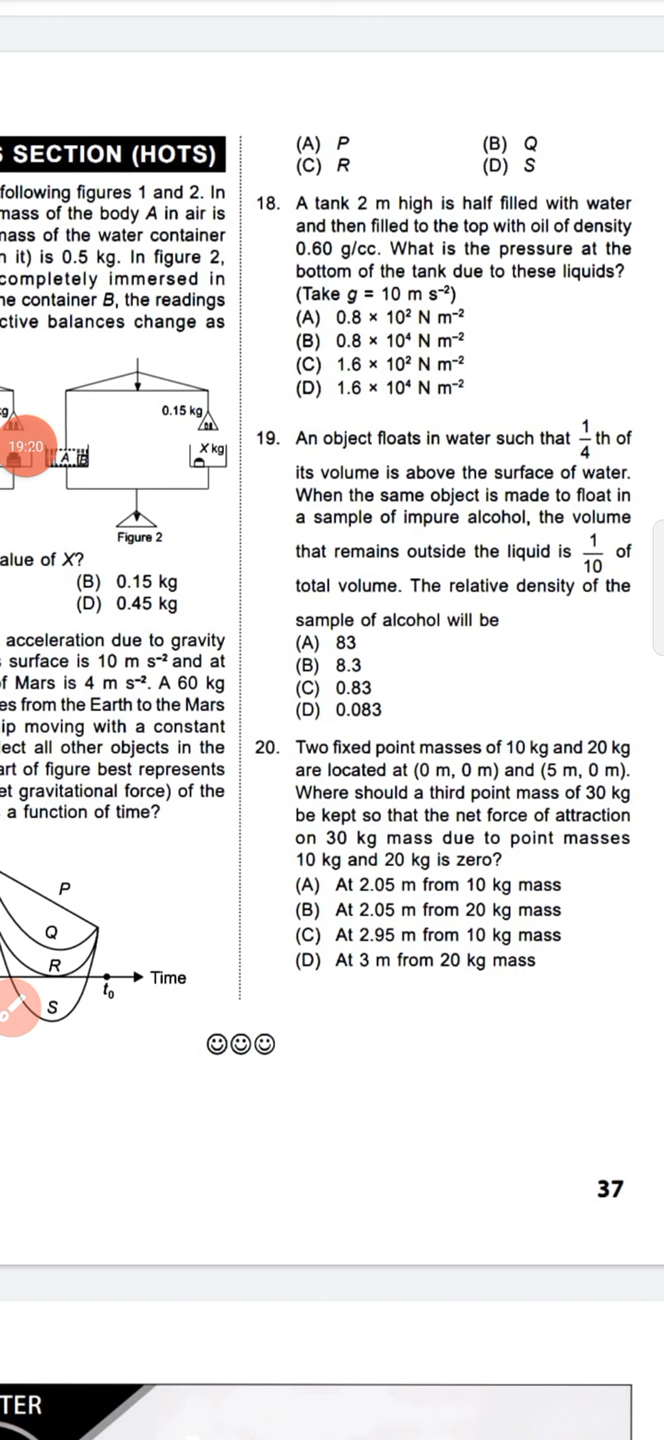 SECTION (HOTS)
following figures 1 and 2. In
mass of the body A in air is
mass of the water container
it) is 0.5 kg. In figure 2,
completely immersed in
container B, the readings
ctive balances change as
0.15 kg
19:20
A
X kg
Figure 2
alue of X?
(B) 0.15 kg
(D) 0.45 kg
acceleration due to gravity
surface is 10 m s⁻² and at
f Mars is 4 m s⁻². A 60 kg
es from the Earth to the Mars
ip moving with a constant
lect all other objects in the
art of figure best represents
et gravitational force) of the
a function of time?
P
Q
R
Time
t₀
S
(A) P (B) Q
(C) R (D) S
18. A tank 2 m high is half filled with water
and then filled to the top with oil of density
0.60 g/cc. What is the pressure at the
bottom of the tank due to these liquids?
(Take g = 10 m s⁻²)
(A) 0.8 × 10² N m⁻²
(B) 0.8 × 10⁴ N m⁻²
(C) 1.6 × 10² N m⁻²
(D) 1.6 × 10⁴ N m⁻²
19. An object floats in water such that 1/4 th of
its volume is above the surface of water.
When the same object is made to float in
a sample of impure alcohol, the volume
that remains outside the liquid is 1/10 of
total volume. The relative density of the
sample of alcohol will be
(A) 83
(B) 8.3
(C) 0.83
(D) 0.083
20. Two fixed point masses of 10 kg and 20 kg
are located at (0 m, 0 m) and (5 m, 0 m).
Where should a third point mass of 30 kg
be kept so that the net force of attraction
on 30 kg mass due to point masses
10 kg and 20 kg is zero?
(A) At 2.05 m from 10 kg mass
(B) At 2.05 m from 20 kg mass
(C) At 2.95 m from 10 kg mass
(D) At 3 m from 20 kg mass
37
TER